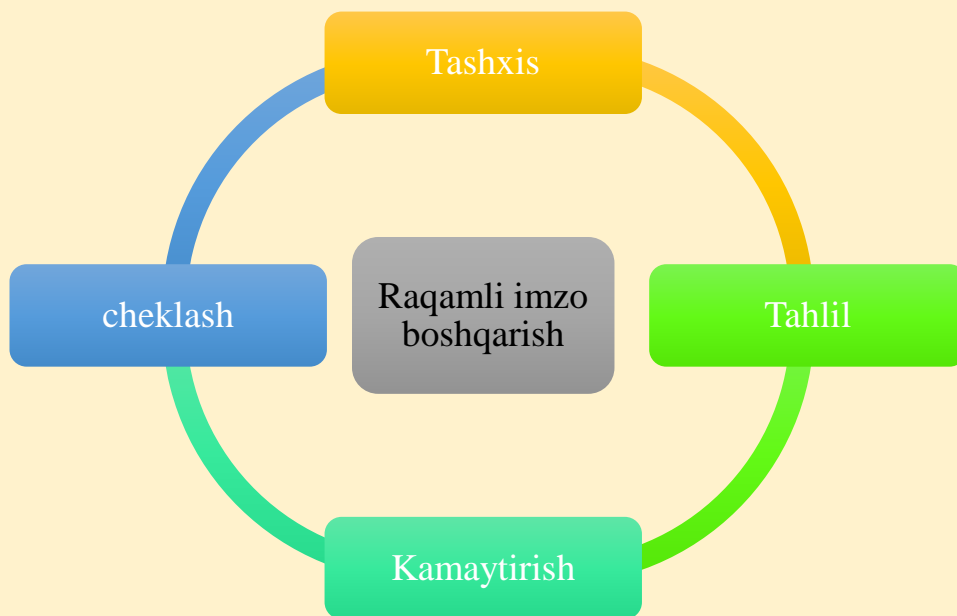 Tashxis
cheklash
Raqamli imzo
boshqarish
Tahlil
Kamaytirish